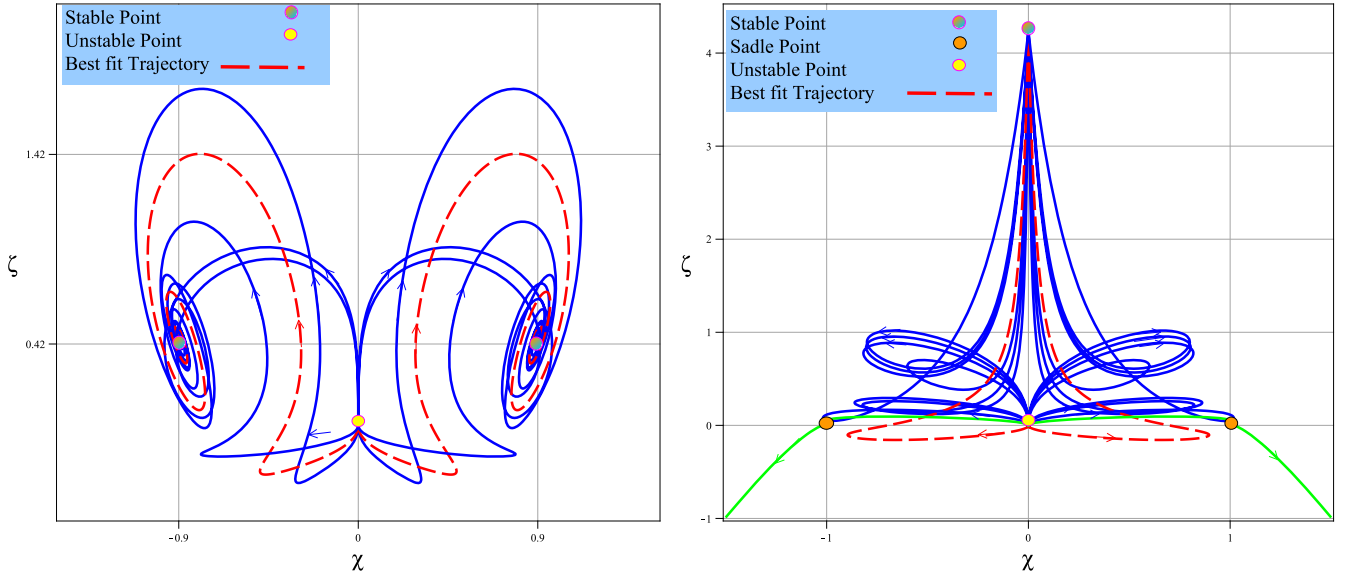 Stable Point
Unstable Point
Best fit Trajectory
1.42
0.42
ζ
-0.9
0
0.9
χ
Stable Point
Sadle Point
Unstable Point
Best fit Trajectory
4
3
2
1
0
-1
ζ
-1
0
1
χ